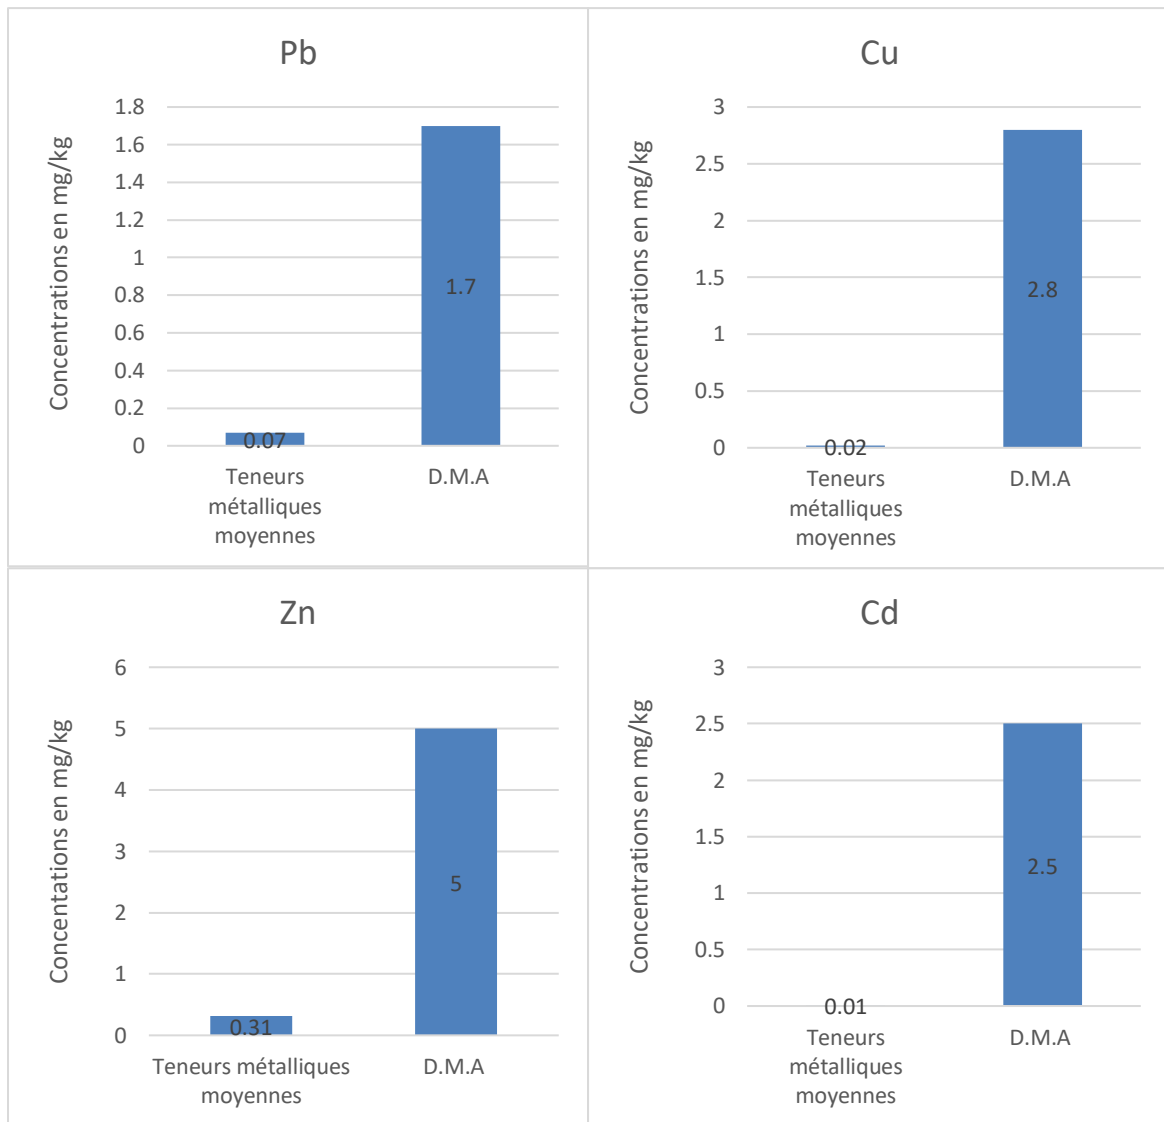 Pb
Concentrations en mg/kg
1.8
1.6
1.4
1.2
1
0.8
0.6
0.4
0.2
0
0.07
1.7
Teneurs
métalliques
moyennes
D.M.A
Cu
Concentrations en mg/kg
3
2.5
2
1.5
1
0.5
0
0.02
2.8
Teneurs
métalliques
moyennes
D.M.A
Zn
Concentations en mg/kg
6
5
4
3
2
1
0
0.31
5
Teneurs métalliques
moyennes
D.M.A
Cd
Concentrations en mg/kg
3
2.5
2
1.5
1
0.5
0
0.01
2.5
Teneurs
métalliques
moyennes
D.M.A